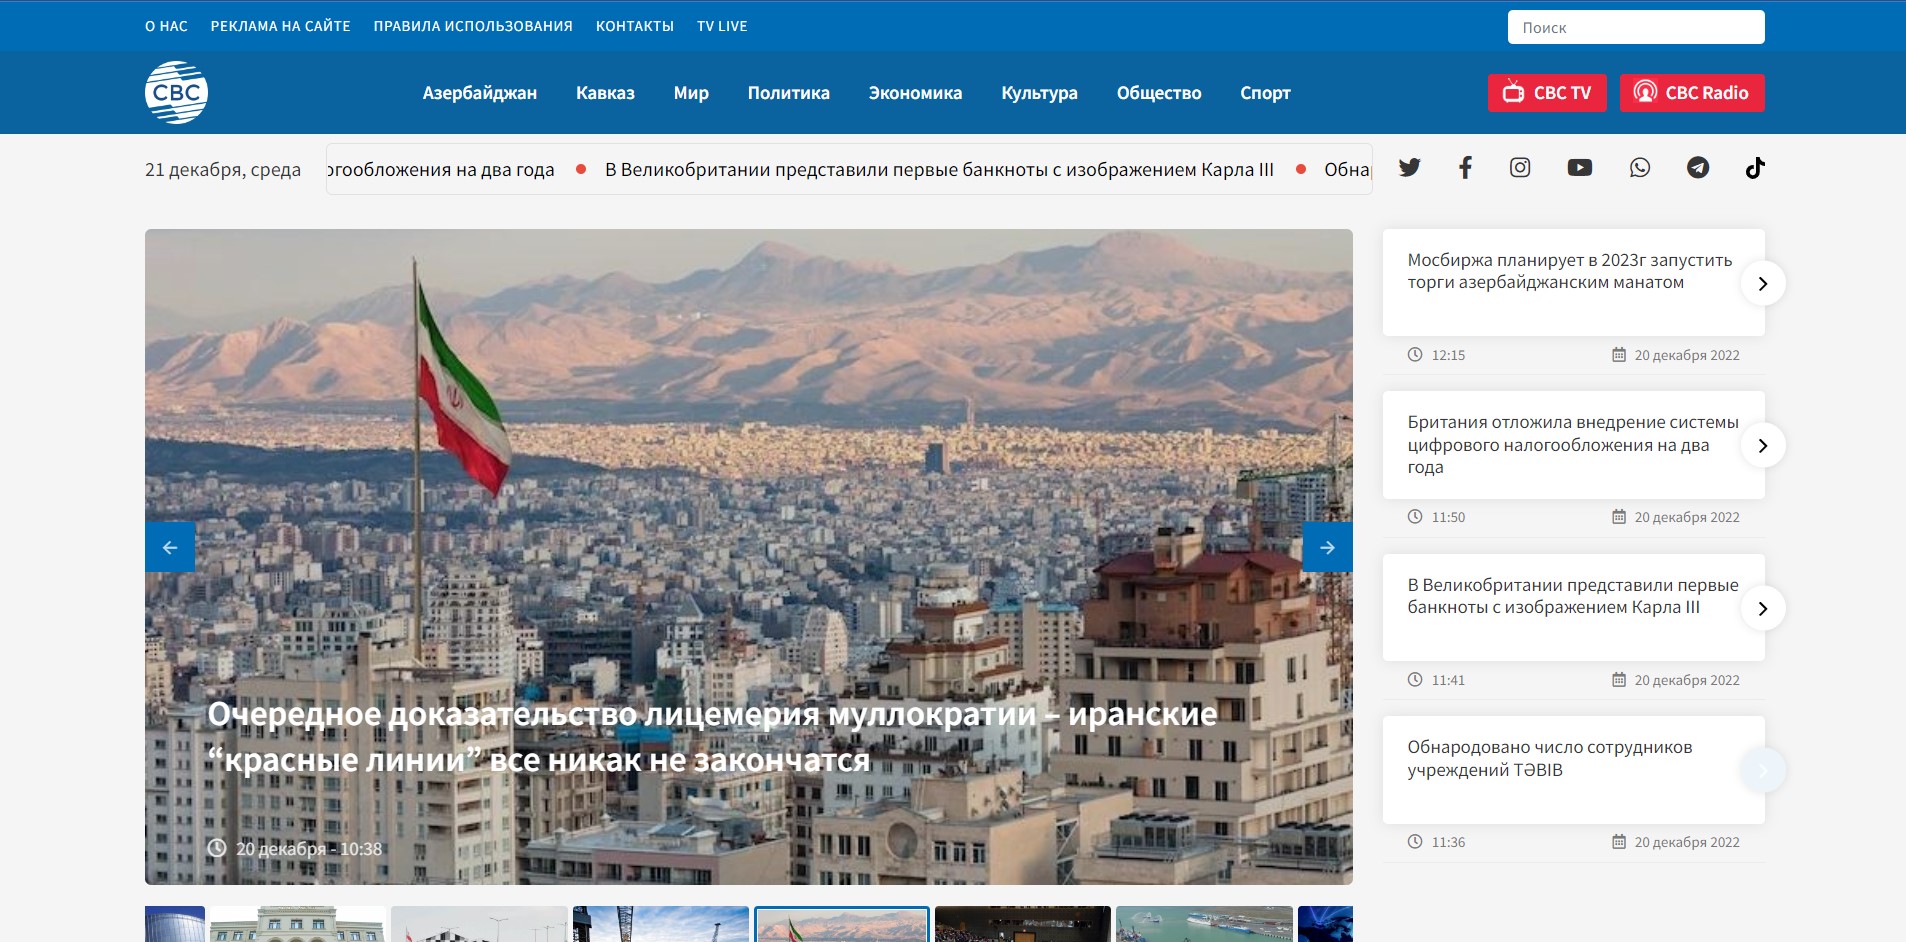 О НАС РЕКЛАМА НА САЙТЕ ПРАВИЛА ИСПОЛЬЗОВАНИЯ КОНТАКТЫ TV LIVE
Поиск
CBC
Азербайджан Кавказ Мир Политика Экономика Культура Общество Спорт
CBC TV
CBC Radio
21 декабря, среда
огообложения на два года • В Великобритании представили первые банкноты с изображением Карла III • Обна
Очередное доказательство лицемерия муллократии – иранские
“красные линии” все никак не закончатся
20 декабря - 10:38
Мосбиржа планирует в 2023г запустить
торги азербайджанским манатом
12:15 20 декабря 2022
Британия отложила внедрение системы
цифрового налогообложения на два
года
11:50 20 декабря 2022
В Великобритании представили первые
банкноты с изображением Карла III
11:41 20 декабря 2022
Обнародовано число сотрудников
учреждений TƏBIB
11:36 20 декабря 2022